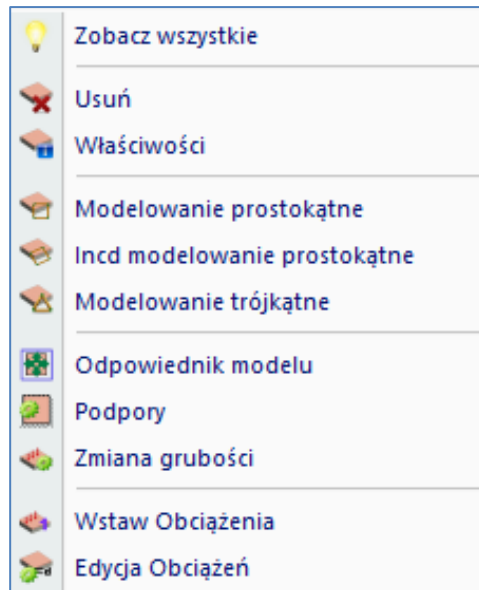 Zobacz wszystkie
Usuń
Właściwości
Modelowanie prostokątne
Incd modelowanie prostokątne
Modelowanie trójkątne
Odpowiednik modelu
Podpory
Zmiana grubości
Wstaw Obciążenia
Edycja Obciążeń